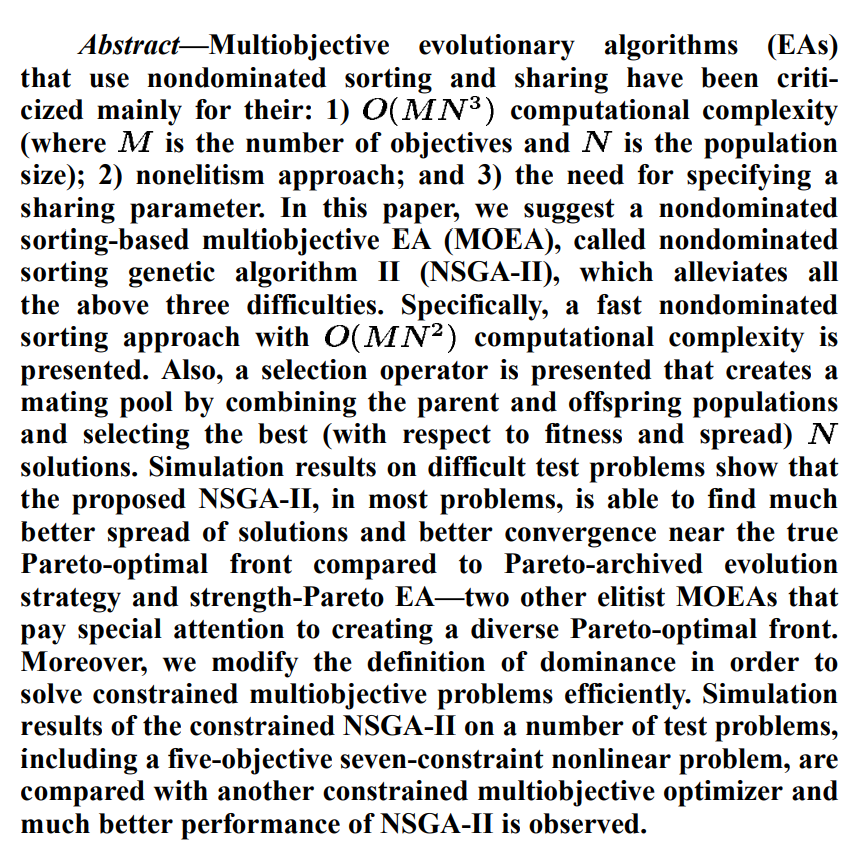 Abstract—Multiobjective evolutionary algorithms (EAs)
that use nondominated sorting and sharing have been criti-
cized mainly for their: 1) O(MN³) computational complexity
(where M is the number of objectives and N is the population
size); 2) nonelitism approach; and 3) the need for specifying a
sharing parameter. In this paper, we suggest a nondominated
sorting-based multiobjective EA (MOEA), called nondominated
sorting genetic algorithm II (NSGA-II), which alleviates all
the above three difficulties. Specifically, a fast nondominated
sorting approach with O(MN²) computational complexity is
presented. Also, a selection operator is presented that creates a
mating pool by combining the parent and offspring populations
and selecting the best (with respect to fitness and spread) N
solutions. Simulation results on difficult test problems show that
the proposed NSGA-II, in most problems, is able to find much
better spread of solutions and better convergence near the true
Pareto-optimal front compared to Pareto-archived evolution
strategy and strength-Pareto EA—two other elitist MOEAs that
pay special attention to creating a diverse Pareto-optimal front.
Moreover, we modify the definition of dominance in order to
solve constrained multiobjective problems efficiently. Simulation
results of the constrained NSGA-II on a number of test problems,
including a five-objective seven-constraint nonlinear problem, are
compared with another constrained multiobjective optimizer and
much better performance of NSGA-II is observed.